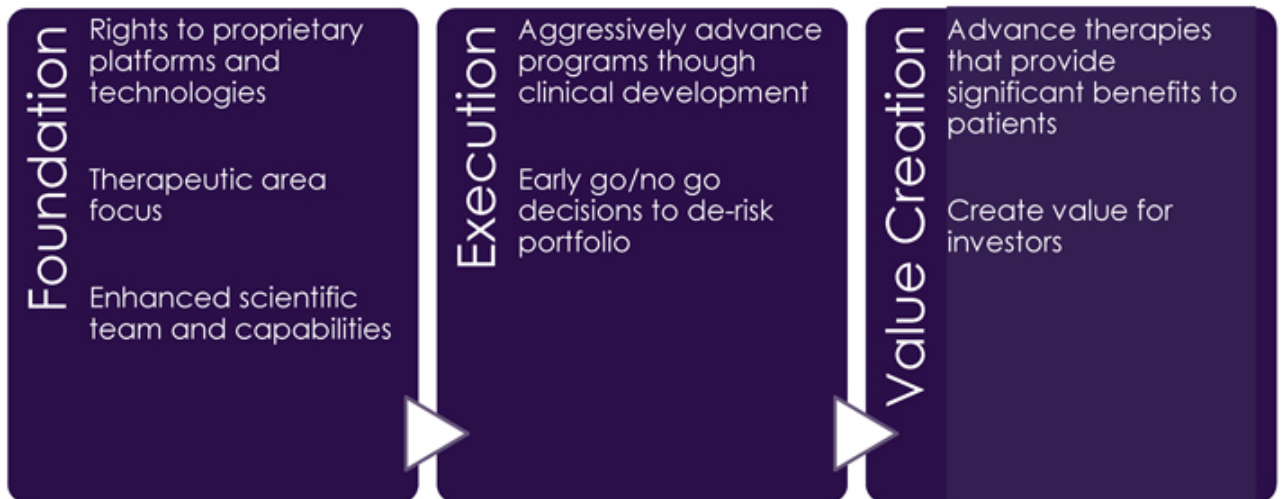 Foundation
Rights to proprietary
platforms and
technologies
Therapeutic area
focus
Enhanced scientific
team and capabilities
Execution
Aggressively advance
programs though
clinical development
Early go/no go
decisions to de-risk
portfolio
Value Creation
Advance therapies
that provide
significant benefits to
patients
Create value for
investors